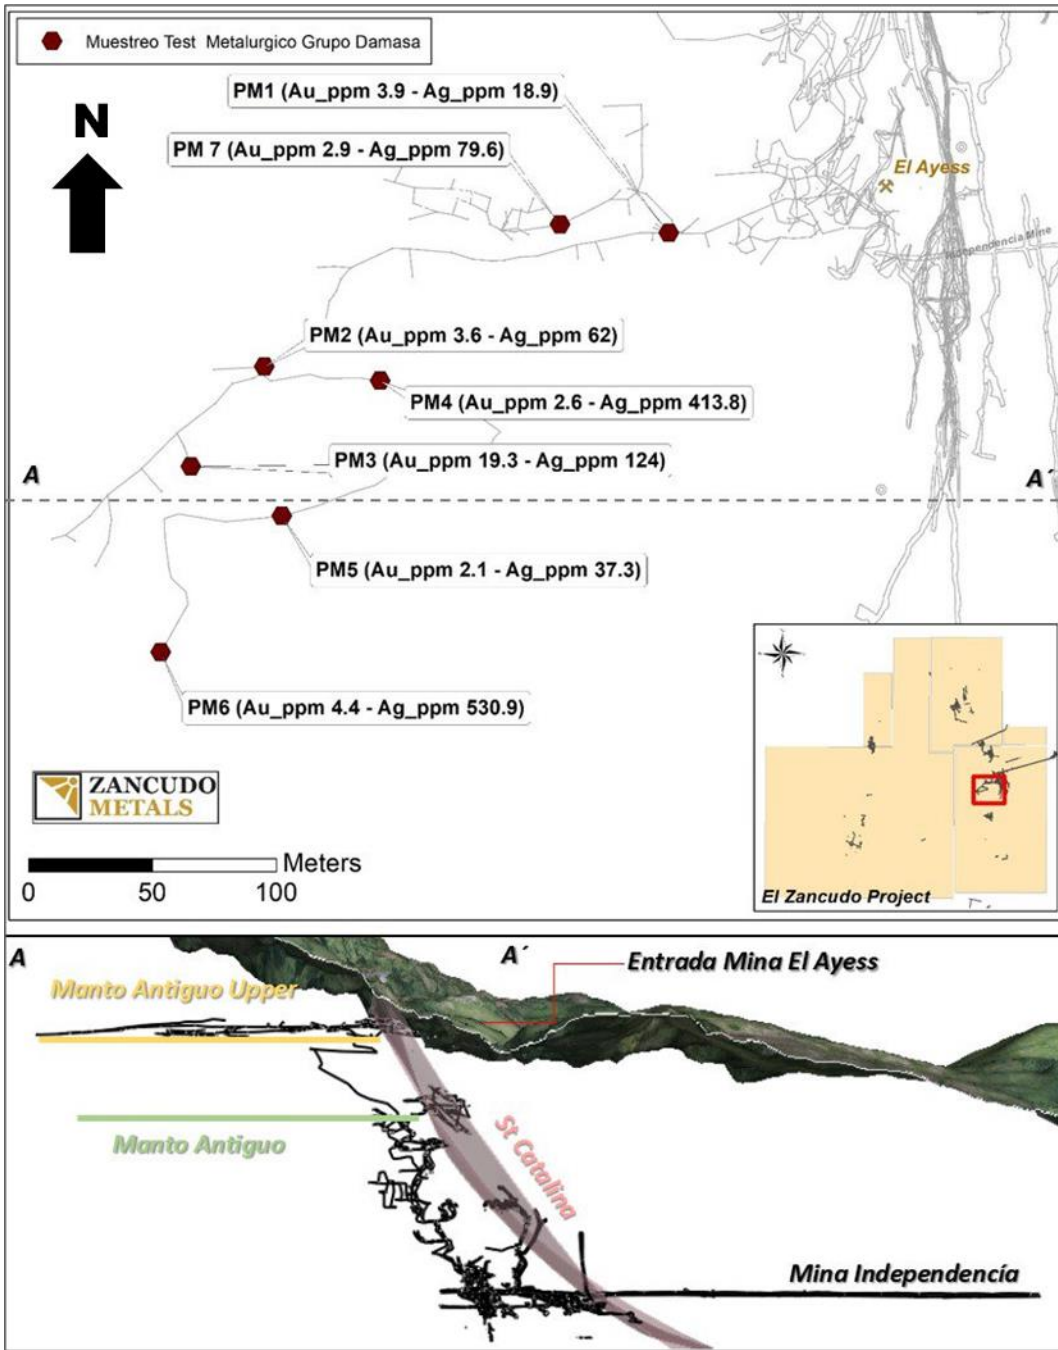 Muestreo Test Metalurgico Grupo Damasa
PM1 (Au_ppm 3.9 - Ag_ppm 18.9)
N
PM 7 (Au_ppm 2.9 - Ag_ppm 79.6)
El Ayess
Independencia Mine
PM2 (Au_ppm 3.6 - Ag_ppm 62)
PM4 (Au_ppm 2.6 - Ag_ppm 413.8)
PM3 (Au_ppm 19.3 - Ag_ppm 124)
A
A´
PM5 (Au_ppm 2.1 - Ag_ppm 37.3)
PM6 (Au_ppm 4.4 - Ag_ppm 530.9)
ZANCUDO
METALS
Meters
0 50 100
El Zancudo Project
A
A´
Entrada Mina El Ayess
Manto Antiguo Upper
Manto Antiguo
St Catalina
Mina Independencía